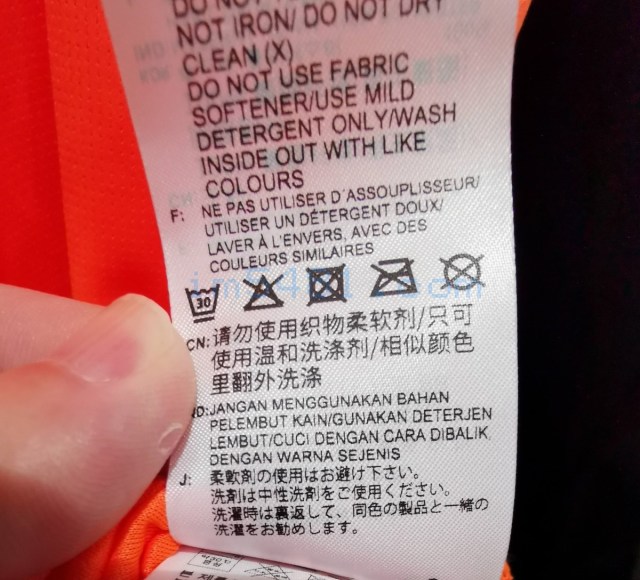 DO NOT
NOT IRON/ DO NOT DRY
CLEAN (X)
DO NOT USE FABRIC
SOFTENER/USE MILD
DETERGENT ONLY/WASH
INSIDE OUT WITH LIKE
COLOURS
F: NE PAS UTILISER D´ASSOUPLISSEUR/
UTILISER UN DÉTERGENT DOUX/
LAVER À L'ENVERS, AVEC DES
COULEURS SIMILAIRES
30
CN: 请勿使用织物柔软剂/只可
使用温和洗涤剂/相似颜色
里翻外洗涤
ND: JANGAN MENGGUNAKAN BAHAN
PELEMBUT KAIN/GUNAKAN DETERJEN
LEMBUT/CUCI DENGAN CARA DIBALIK,
DENGAN WARNA SEJENIS
J: 柔軟剤の使用はお避け下さい。
洗剤は中性洗剤をご使用ください。
洗濯時は裏返して、同色の製品と一緒の
洗濯をお勧めします。